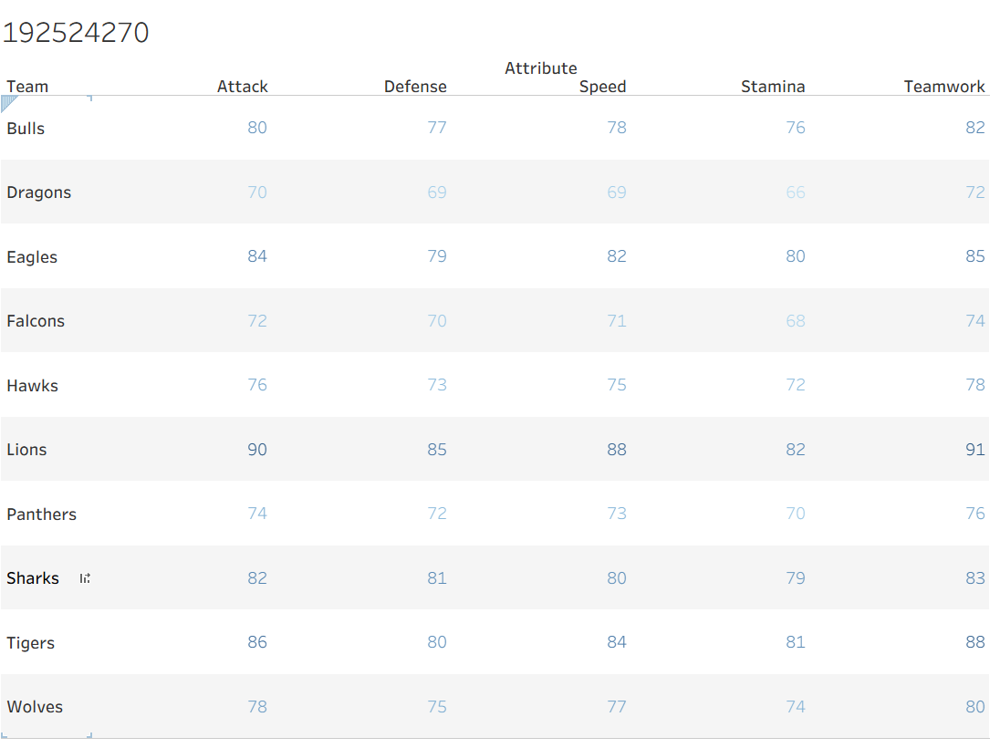 192524270
Attribute
Team Attack Defense Speed Stamina Teamwork
Bulls 80 77 78 76 82
Dragons 70 69 69 66 72
Eagles 84 79 82 80 85
Falcons 72 70 71 68 74
Hawks 76 73 75 72 78
Lions 90 85 88 82 91
Panthers 74 72 73 70 76
Sharks 82 81 80 79 83
Tigers 86 80 84 81 88
Wolves 78 75 77 74 80